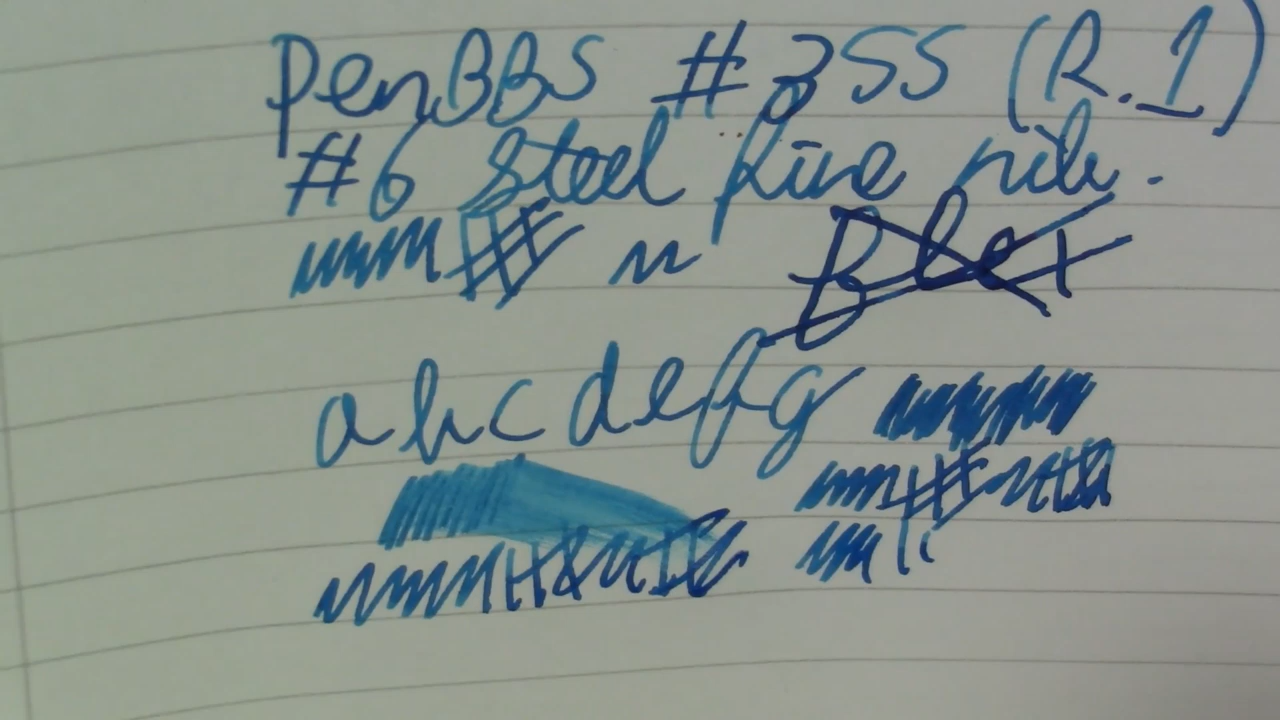 PenBBS #355 (R.1)
#6 Steel fine nib.
abcdefg